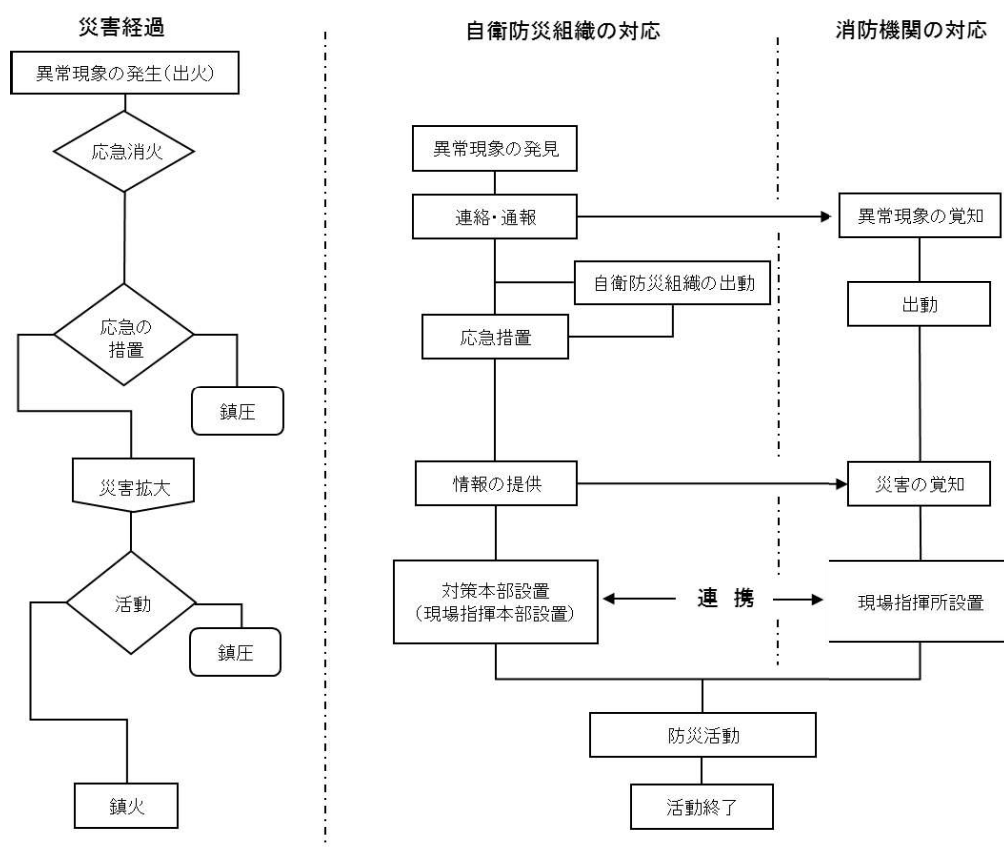 災害経過
異常現象の発生(出火)
応急消火
応急の
措置
鎮圧
災害拡大
活動
鎮圧
鎮火
自衛防災組織の対応
異常現象の発見
連絡・通報
自衛防災組織の出動
応急措置
情報の提供
対策本部設置
(現場指揮本部設置)
連 携
消防機関の対応
異常現象の覚知
出動
災害の覚知
現場指揮所設置
防災活動
活動終了